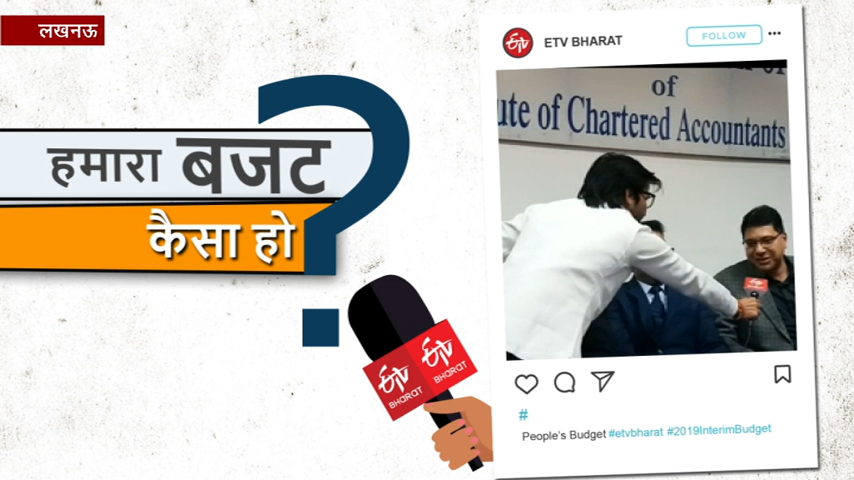 लखनऊ
हमारा बजट
कैसा हो
?
ETV BHARAT
FOLLOW
of
ute of Chartered Accountants
ETV BHARAT
ETV BHARAT
#
People's Budget #etvbharat #2019InterimBudget